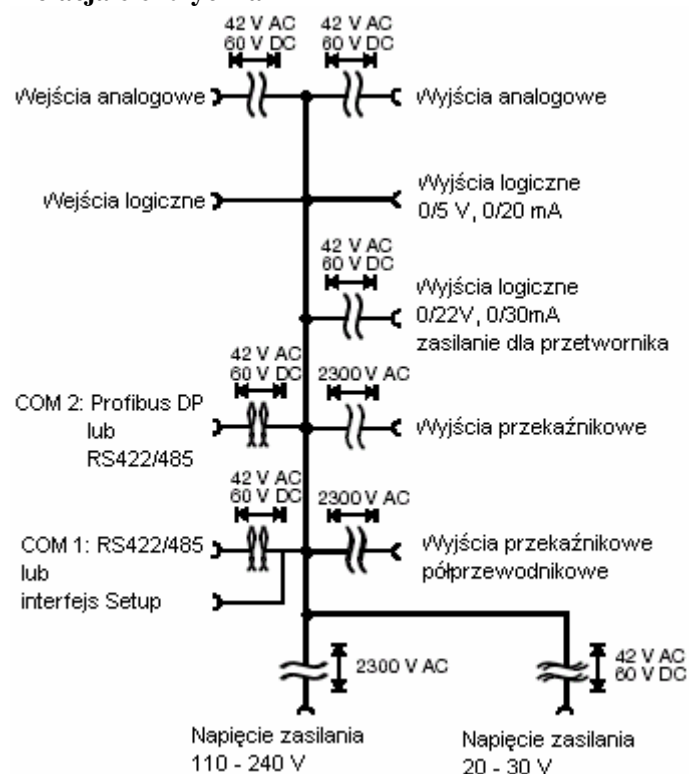 42 V AC
60 V DC
42 V AC
60 V DC
Wejścia analogowe
Wyjścia analogowe
Wejścia logiczne
Wyjścia logiczne
0/5 V, 0/20 mA
42 V AC
60 V DC
Wyjścia logiczne
0/22V, 0/30mA
zasilanie dla przetwornika
42 V AC
60 V DC
2300 V AC
COM 2: Profibus DP
lub
RS422/485
Wyjścia przekaźnikowe
42 V AC
60 V DC
2300 V AC
COM 1: RS422/485
lub
interfejs Setup
Wyjścia przekaźnikowe
półprzewodnikowe
2300 V AC
42 V AC
60 V DC
Napięcie zasilania
110 - 240 V
Napięcie zasilania
20 - 30 V